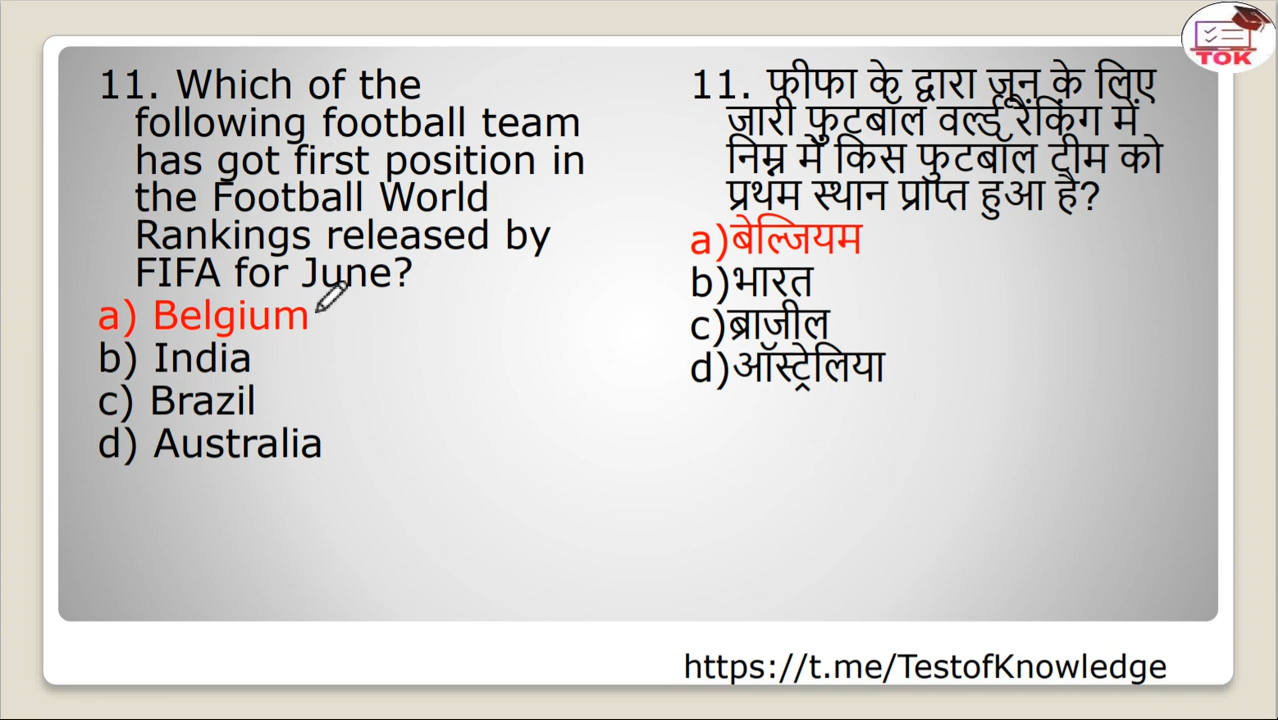 TOK
11. Which of the
following football team
has got first position in
the Football World
Rankings released by
FIFA for June?
a) Belgium
b) India
c) Brazil
d) Australia
11. फीफा के द्वारा जून के लिए
जारी फुटबॉल वर्ल्ड रैंकिंग में
निम्न में किस फुटबॉल टीम को
प्रथम स्थान प्राप्त हुआ है?
a)बेल्जियम
b)भारत
c)ब्राजील
d)ऑस्ट्रेलिया
https://t.me/TestofKnowledge